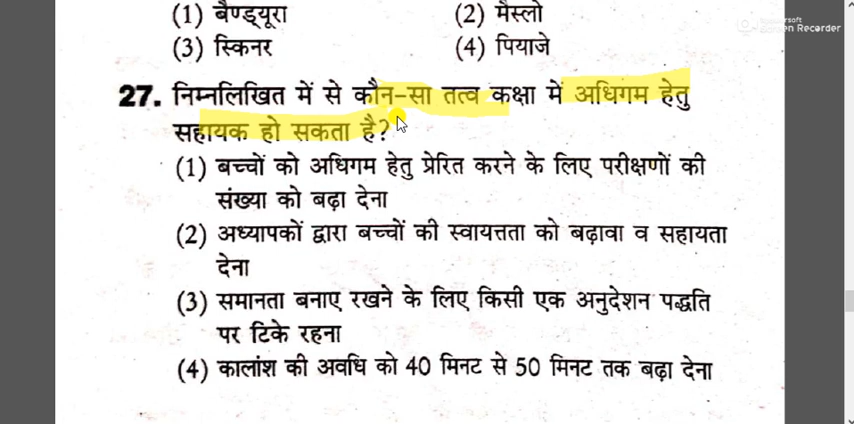 (1) बैण्ड्यूरा (2) मैस्लो
(3) स्किनर (4) पियाजे
27. निम्नलिखित में से कौन-सा तत्व कक्षा में अधिगम हेतु
सहायक हो सकता है?
(1) बच्चों को अधिगम हेतु प्रेरित करने के लिए परीक्षणों की
संख्या को बढ़ा देना
(2) अध्यापकों द्वारा बच्चों की स्वायत्तता को बढ़ावा व सहायता
देना
(3) समानता बनाए रखने के लिए किसी एक अनुदेशन पद्धति
पर टिके रहना
(4) कालांश की अवधि को 40 मिनट से 50 मिनट तक बढ़ा देना
Recorder